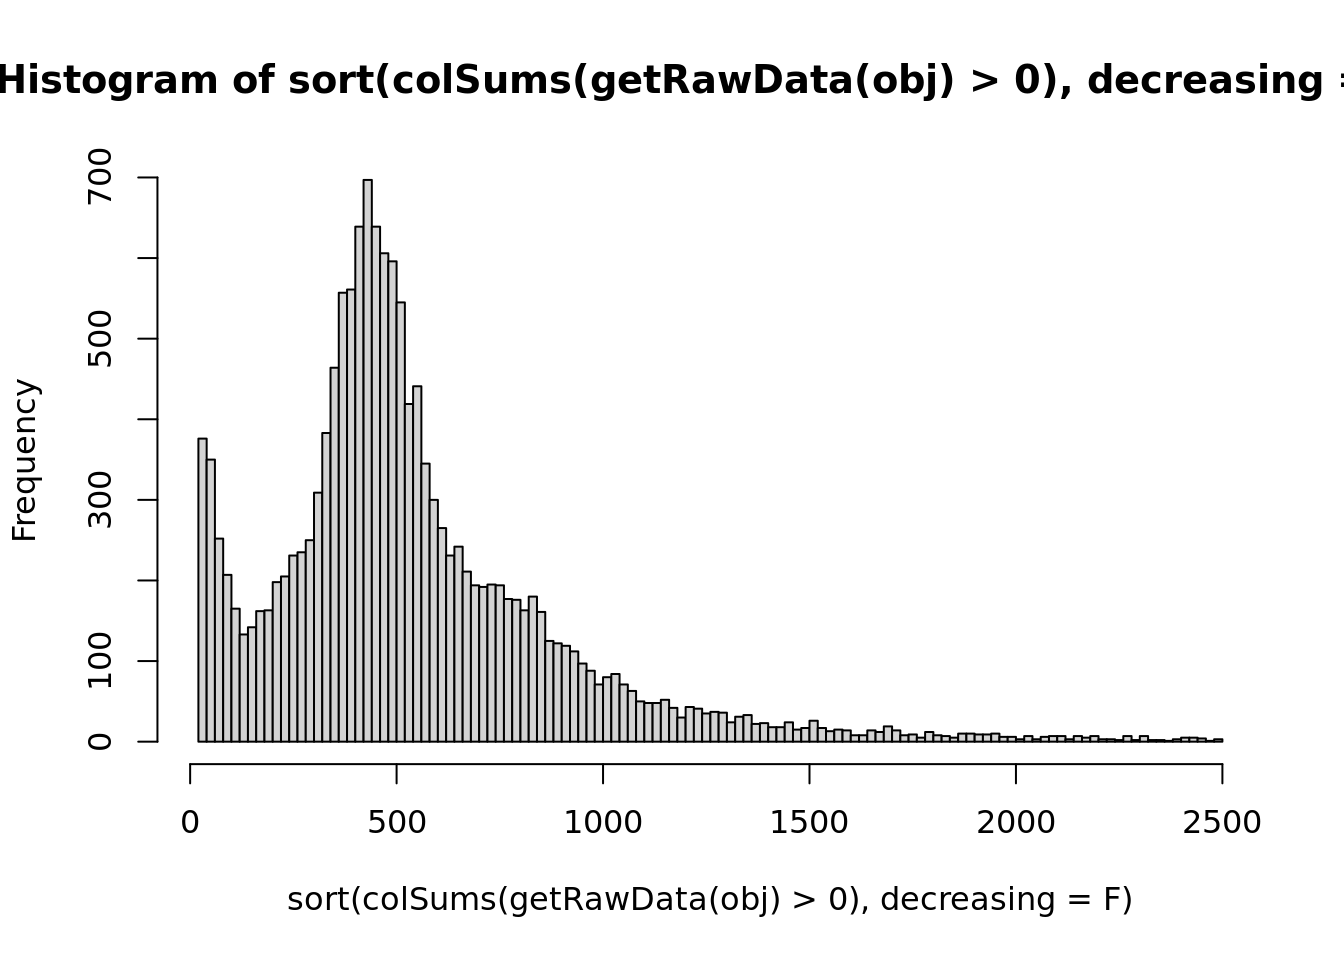 Histogram of sort(colSums(getRawData(obj) > 0), decreasing =
Frequency
700
500
300
100
0
0 500 1000 1500 2000 2500
sort(colSums(getRawData(obj) > 0), decreasing = F)